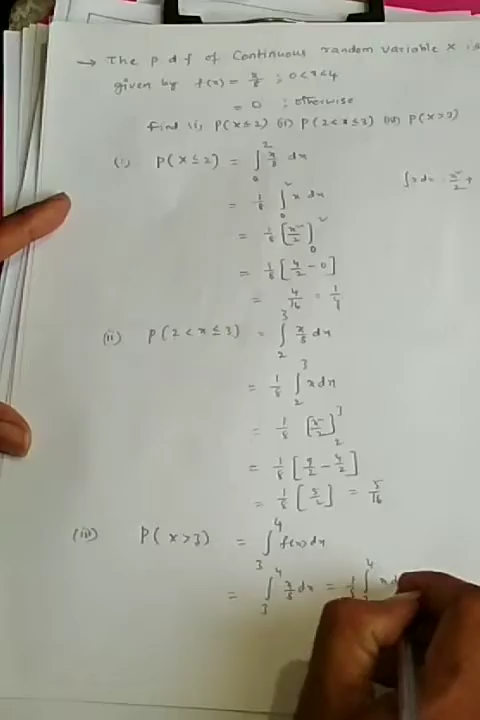 → The p d f of Continuous random variable X is
given by f(x) = x/8 ; 0<x<4
= 0 ; otherwise
Find (i) P(x≤2) (ii) P(2<x≤3) (iii) P(x>3)
(i) P(x≤2) = ∫₀² x/8 dx
∫x dx = x²/2 +
= 1/8 ∫₀² x dx
= 1/8 [x²/2]₀²
= 1/8 [4/2 - 0]
= 4/16 = 1/4
(ii) P(2<x≤3) = ∫₂³ x/8 dx
= 1/8 ∫₂³ x dx
= 1/8 [x²/2]₂³
= 1/8 [9/2 - 4/2]
= 1/8 [5/2] = 5/16
(iii) P(x>3) = ∫₃⁴ f(x) dx
= ∫₃⁴ x/8 dx = 1/8 ∫₃⁴ x d